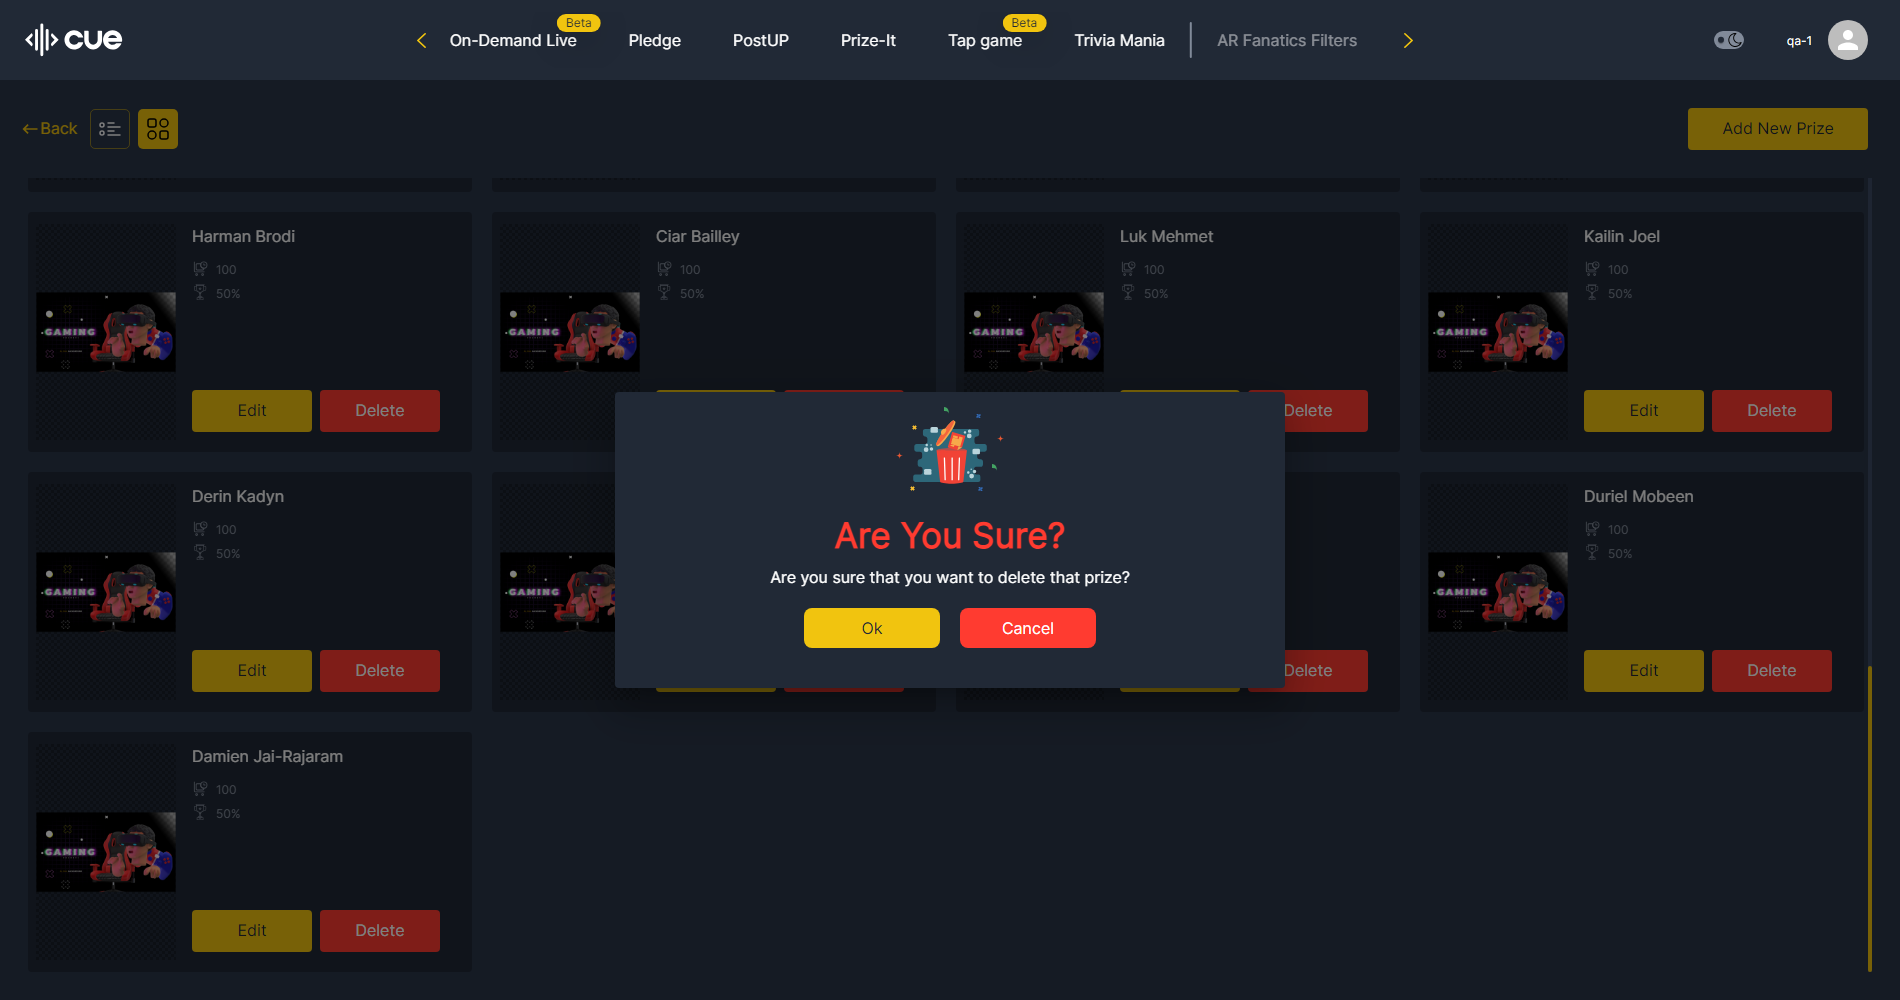 cue
On-Demand Live Beta
Pledge
PostUP
Prize-It
Tap game Beta
Trivia Mania
AR Fanatics Filters
qa-1
Back
Add New Prize
Harman Brodi
100
50%
GAMING
Edit Delete
Ciar Bailley
100
50%
GAMING
Luk Mehmet
100
50%
GAMING
Delete
Kailin Joel
100
50%
GAMING
Edit Delete
Are You Sure?
Are you sure that you want to delete that prize?
Ok Cancel
Derin Kadyn
100
50%
GAMING
Edit Delete
GAMING
Delete
Duriel Mobeen
100
50%
GAMING
Edit Delete
Damien Jai-Rajaram
100
50%
GAMING
Edit Delete